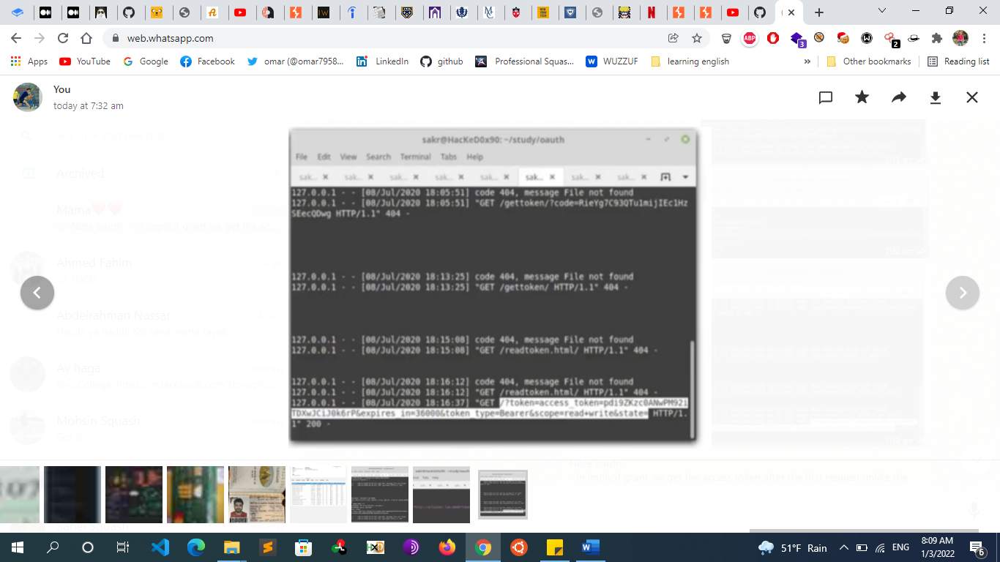 web.whatsapp.com
ABP
3
2
Apps YouTube Google Facebook omar (@omar7958... LinkedIn github Professional Squas... WUZZUF learning english » Other bookmarks Reading list
You
today at 7:32 am
sakr@HacKeD0x90: ~/study/oauth
File Edit View Search Terminal Tabs Help
sak... sak... sak... sak... sak... sak... sak... sak...
127.0.0.1 - - [08/Jul/2020 18:05:51] code 404, message File not found
127.0.0.1 - - [08/Jul/2020 18:05:51] "GET /gettoken/?code=RieYg7C93QTu1mijIEc1Hz
SEecQDwg HTTP/1.1" 404 -
127.0.0.1 - - [08/Jul/2020 18:13:25] code 404, message File not found
127.0.0.1 - - [08/Jul/2020 18:13:25] "GET /gettoken/ HTTP/1.1" 404 -
127.0.0.1 - - [08/Jul/2020 18:15:08] code 404, message File not found
127.0.0.1 - - [08/Jul/2020 18:15:08] "GET /readtoken.html/ HTTP/1.1" 404 -
127.0.0.1 - - [08/Jul/2020 18:16:12] code 404, message File not found
127.0.0.1 - - [08/Jul/2020 18:16:12] "GET /readtoken.html/ HTTP/1.1" 404 -
127.0.0.1 - - [08/Jul/2020 18:16:37] "GET /?token=access_token=pdi9ZKzc0ANwPM92i
TDXwJCiJ0k6rP&expires_in=36000&token_type=Bearer&scope=read+write&state= HTTP/1.
1" 200 -
Archived
Mama
Ahmed Fahim
Abdelrahman Nassar
Ay haga
Mohsin Squash
Note oauth
51°F Rain
ENG
8:09 AM
1/3/2022
6